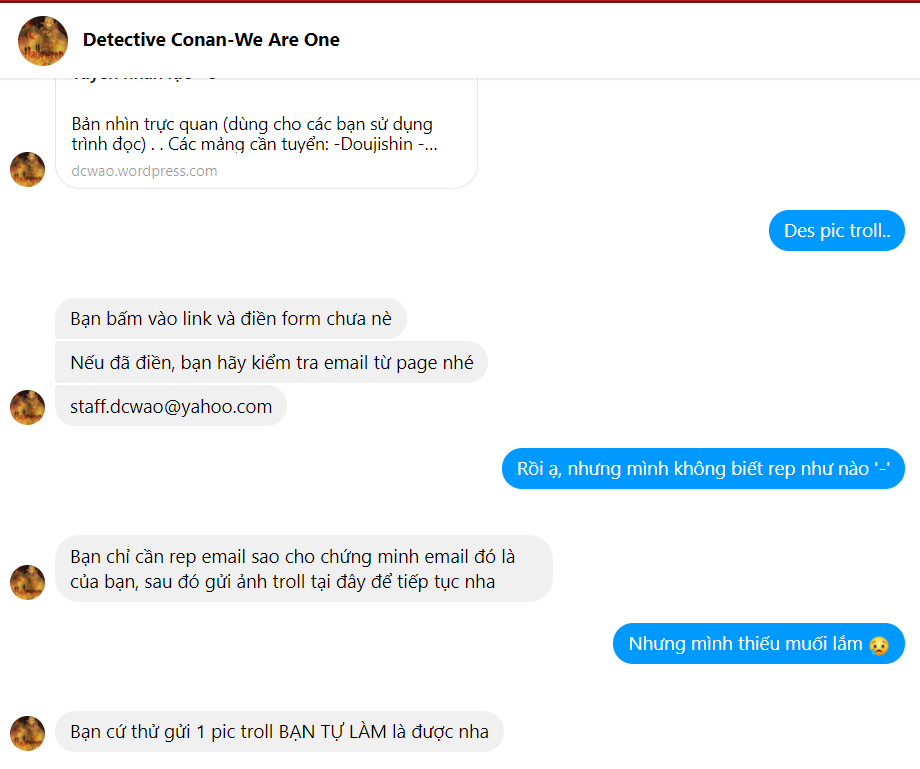 Detective Conan-We Are One
Bản nhìn trực quan (dùng cho các bạn sử dụng
trình đọc) . . Các mảng cần tuyển: -Doujishin -...
dcwao.wordpress.com
Des pic troll..
Bạn bấm vào link và điền form chưa nè
Nếu đã điền, bạn hãy kiểm tra email từ page nhé
staff.dcwao@yahoo.com
Rồi ạ, nhưng mình không biết rep như nào '-'
Bạn chỉ cần rep email sao cho chứng minh email đó là
của bạn, sau đó gửi ảnh troll tại đây để tiếp tục nha
Nhưng mình thiếu muối lắm 😥
Bạn cứ thử gửi 1 pic troll BẠN TỰ LÀM là được nha